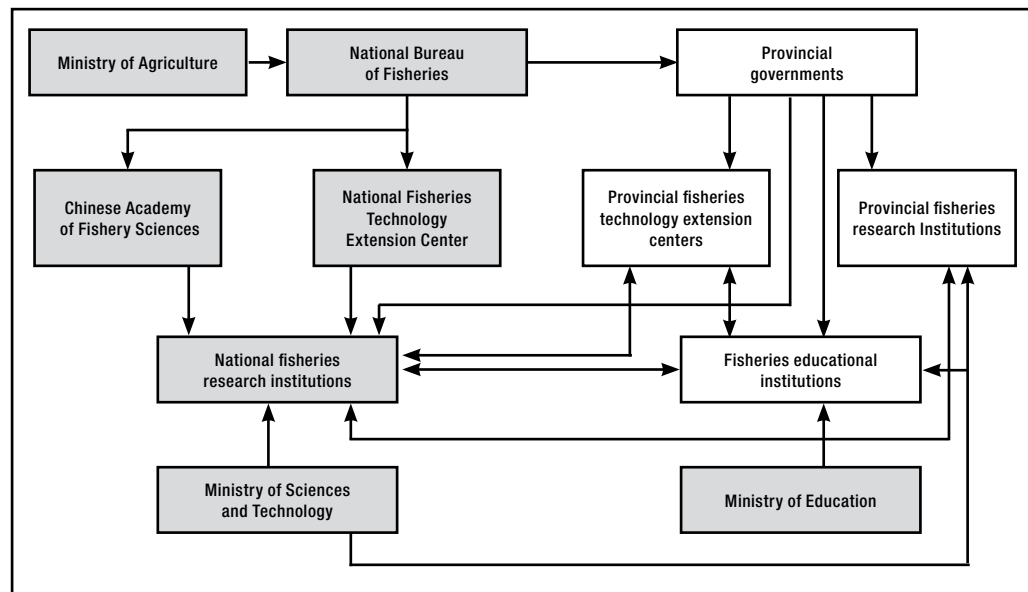 Ministry of Agriculture
National Bureau
of Fisheries
Provincial
governments
Chinese Academy
of Fishery Sciences
National Fisheries
Technology
Extension Center
Provincial fisheries
technology extension
centers
Provincial fisheries
research Institutions
National fisheries
research institutions
Fisheries educational
institutions
Ministry of Sciences
and Technology
Ministry of Education